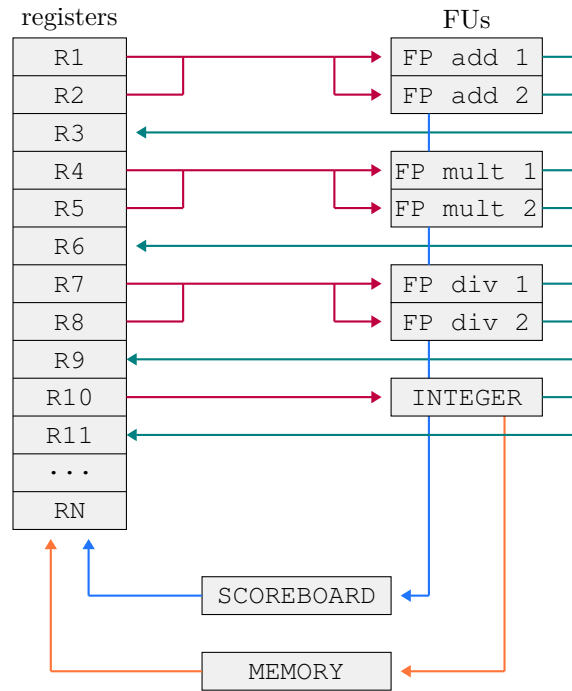 registers
R1
R2
R3
R4
R5
R6
R7
R8
R9
R10
R11
...
RN
FUs
FP add 1
FP add 2
FP mult 1
FP mult 2
FP div 1
FP div 2
INTEGER
SCOREBOARD
MEMORY